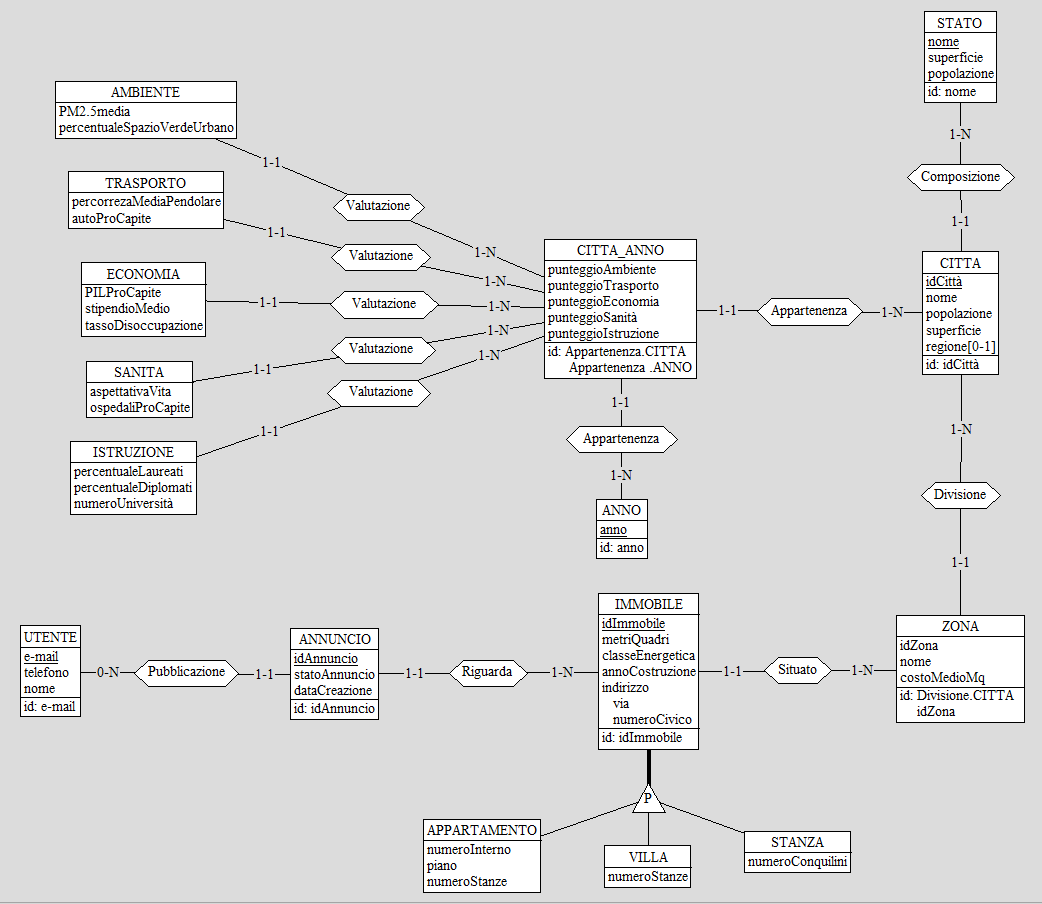 STATO
nome
superficie
popolazione
id: nome
1-N
Composizione
1-1
AMBIENTE
PM2.5media
percentualeSpazioVerdeUrbano
1-1
Valutazione
1-N
TRASPORTO
percorrezaMediaPendolare
autoProCapite
1-1
Valutazione
1-N
ECONOMIA
PILProCapite
stipendioMedio
tassoDisoccupazione
1-1
Valutazione
1-N
SANITA
aspettativaVita
ospedaliProCapite
1-1
Valutazione
1-N
ISTRUZIONE
percentualeLaureati
percentualeDiplomati
numeroUniversità
1-1
Valutazione
1-N
CITTA_ANNO
punteggioAmbiente
punteggioTrasporto
punteggioEconomia
punteggioSanità
punteggioIstruzione
id: Appartenenza.CITTA
Appartenenza .ANNO
1-1
Appartenenza
1-N
CITTA
idCittà
nome
popolazione
superficie
regione[0-1]
id: idCittà
1-1
Appartenenza
1-N
ANNO
anno
id: anno
1-N
Divisione
1-1
UTENTE
e-mail
telefono
nome
id: e-mail
0-N
Pubblicazione
1-1
ANNUNCIO
idAnnuncio
statoAnnuncio
dataCreazione
id: idAnnuncio
1-1
Riguarda
1-N
IMMOBILE
idImmobile
metriQuadri
classeEnergetica
annoCostruzione
indirizzo
via
numeroCivico
id: idImmobile
1-1
Situato
1-N
ZONA
idZona
nome
costoMedioMq
id: Divisione.CITTA
idZona
P
APPARTAMENTO
numeroInterno
piano
numeroStanze
VILLA
numeroStanze
STANZA
numeroConquilini